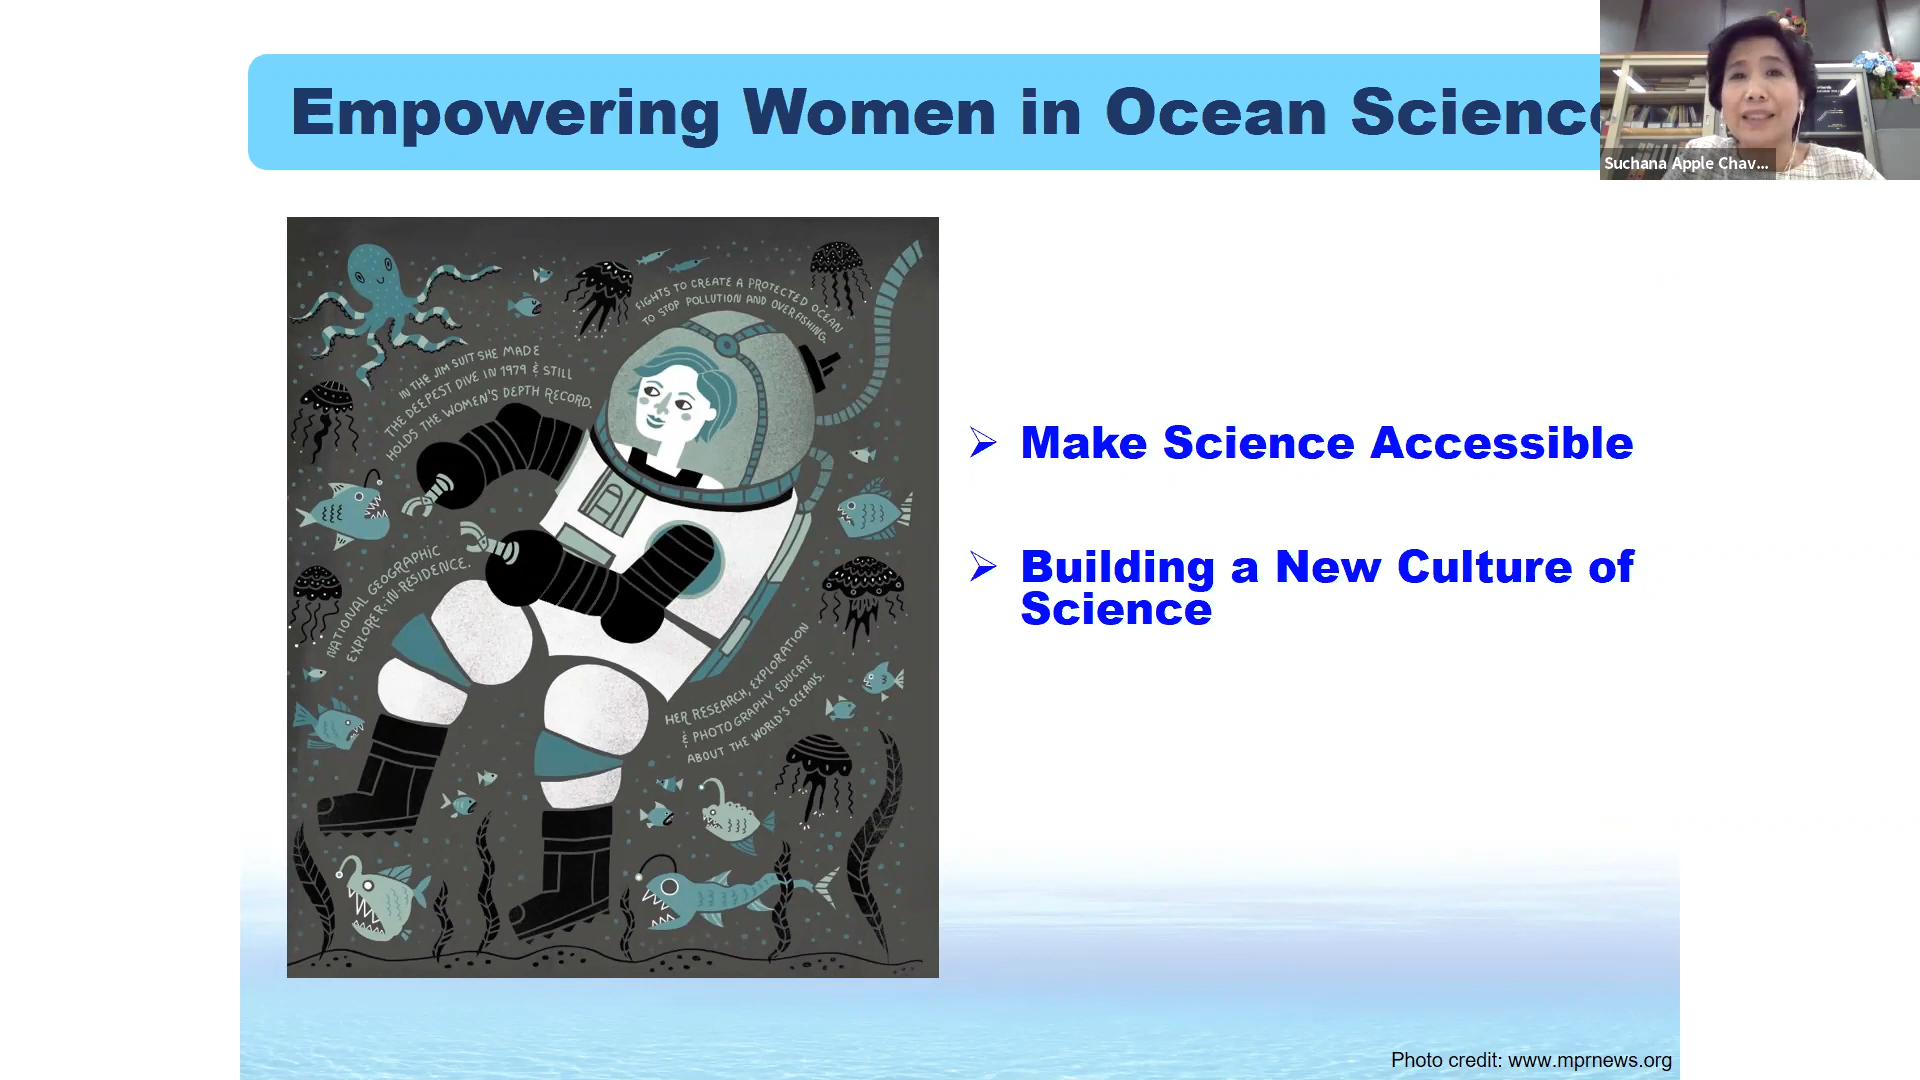 Empowering Women in Ocean Science
Suchana Apple Chav...
FIGHTS TO CREATE A PROTECTED OCEAN
TO STOP POLLUTION AND OVERFISHING.
IN THE JIM SUIT SHE MADE
THE DEEPEST DIVE IN 1979 & STILL
HOLDS THE WOMEN'S DEPTH RECORD.
NATIONAL GEOGRAPHIC
EXPLORER-IN-RESIDENCE.
HER RESEARCH, EXPLORATION
& PHOTOGRAPHY EDUCATE
ABOUT THE WORLD'S OCEANS.
➢ Make Science Accessible
➢ Building a New Culture of
Science
Photo credit: www.mprnews.org